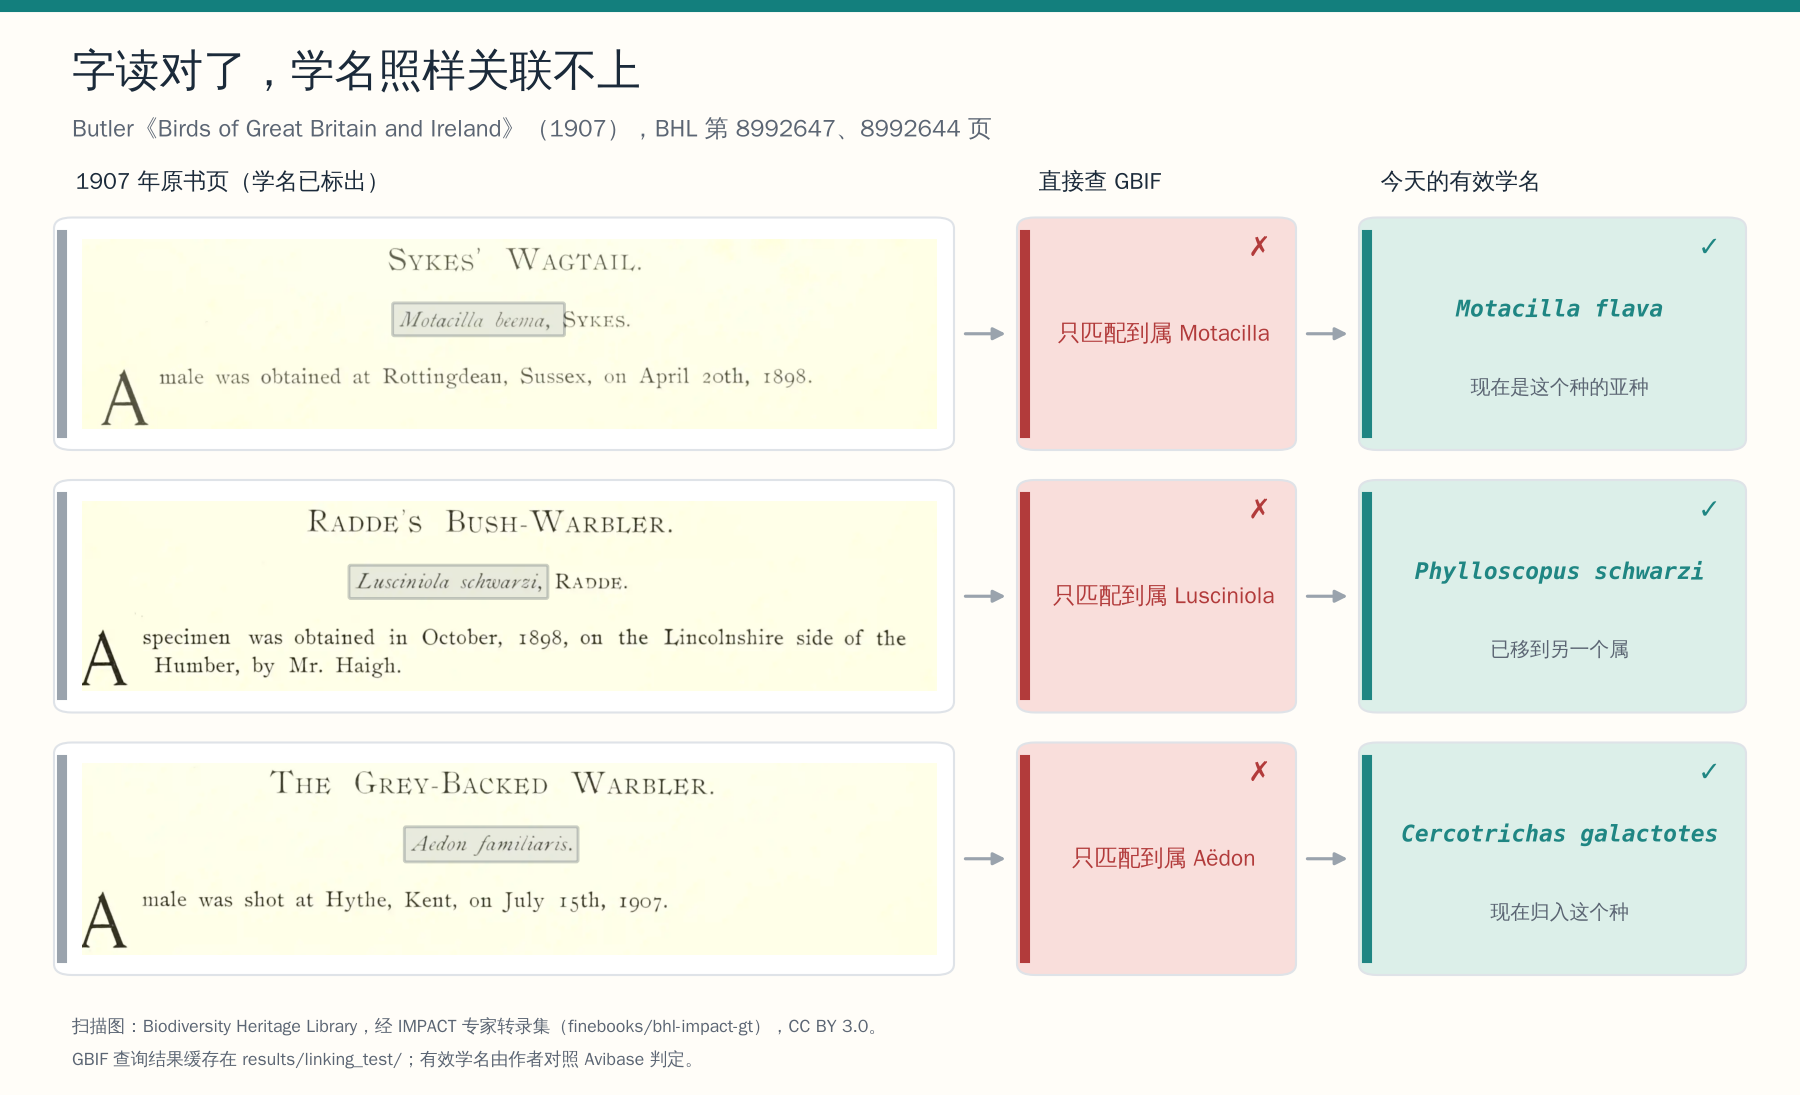 字读对了，学名照样关联不上
Butler《Birds of Great Britain and Ireland》（1907），BHL 第 8992647、8992644 页
1907 年原书页（学名已标出）
直接查 GBIF
今天的有效学名
SYKES' WAGTAIL.
Motacilla beema, SYKES.
A male was obtained at Rottingdean, Sussex, on April 20th, 1898.
✗
只匹配到属 Motacilla
✓
Motacilla flava
现在是这个种的亚种
RADDE'S BUSH-WARBLER.
Lusciniola schwarzi, RADDE.
A specimen was obtained in October, 1898, on the Lincolnshire side of the
Humber, by Mr. Haigh.
✗
只匹配到属 Lusciniola
✓
Phylloscopus schwarzi
已移到另一个属
THE GREY-BACKED WARBLER.
Aedon familiaris.
A male was shot at Hythe, Kent, on July 15th, 1907.
✗
只匹配到属 Aëdon
✓
Cercotrichas galactotes
现在归入这个种
扫描图：Biodiversity Heritage Library，经 IMPACT 专家转录集（finebooks/bhl-impact-gt），CC BY 3.0。
GBIF 查询结果缓存在 results/linking_test/；有效学名由作者对照 Avibase 判定。